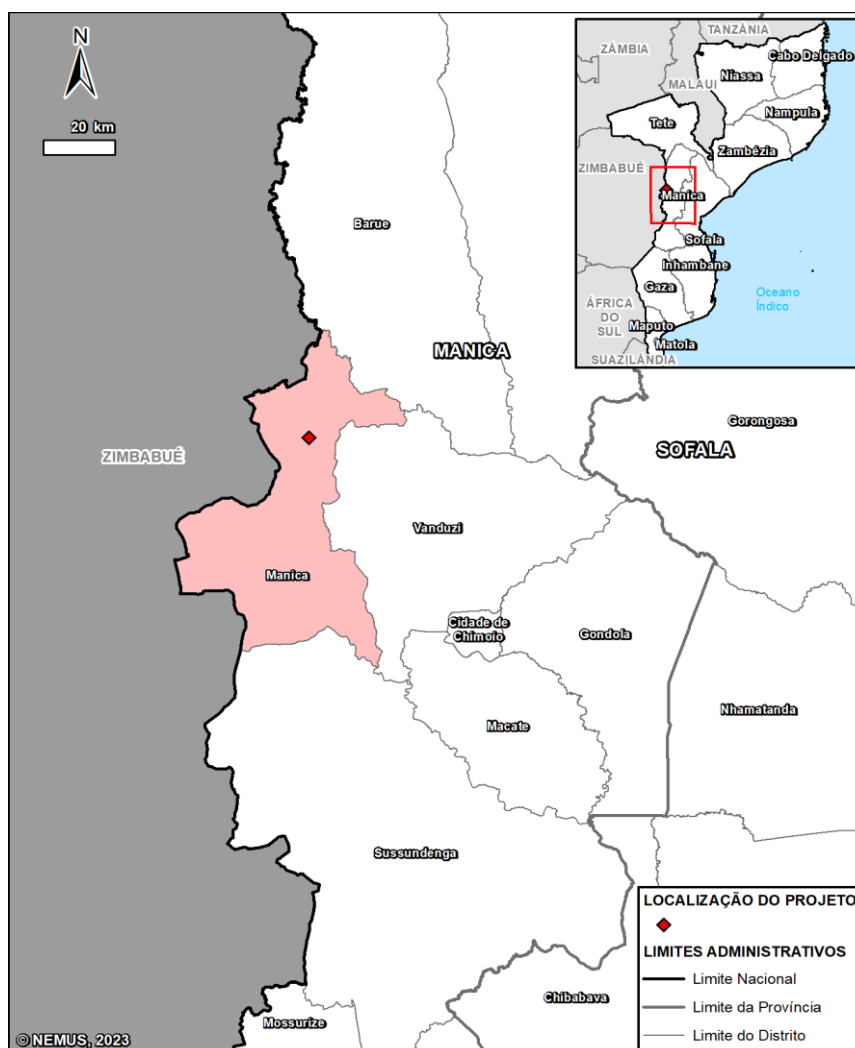 N
20 km
TANZÂNIA
ZÂMBIA
Cabo Delgado
Niassa
MALAUI
Nampula
Tete
Zambézia
ZIMBABUÉ
Manica
Sofala
Inhambane
Gaza
Oceano
Índico
ÁFRICA
DO
SUL
Maputo
Matola
SUAZILÂNDIA
Barue
MANICA
Gorongosa
SOFALA
ZIMBABUÉ
Vanduzi
Manica
Cidade de
Chimoio
Gondola
Macate
Nhamatanda
Sussundenga
Chibabava
Mossurize
LOCALIZAÇÃO DO PROJETO
LIMITES ADMINISTRATIVOS
Limite Nacional
Limite da Província
Limite do Distrito
© NEMUS, 2023